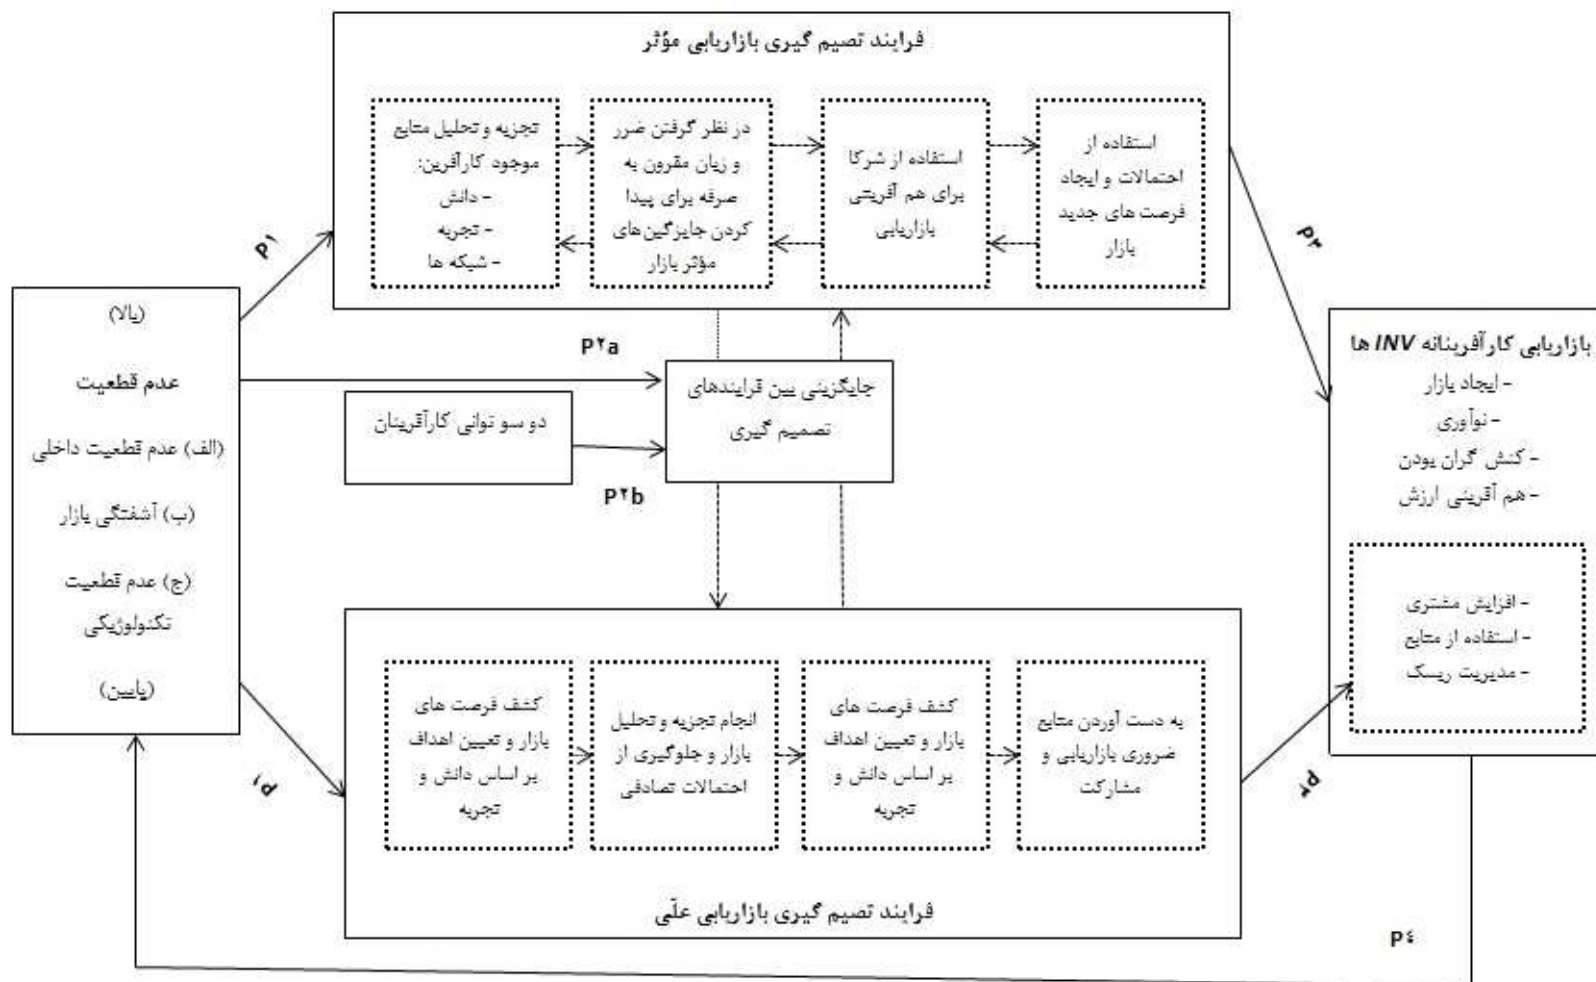 فرایند تصیم گیری بازاریابی مؤثر
تجزیه و تحلیل منابع
موجود کارآفرین:
- دانش
- تجربه
- شبکه ها
در نظر گرفتن ضرر
و زیان مقرون به
صرفه برای پیدا
کردن جایزگین‌های
مؤثر بازار
استفاده از شرکا
برای هم آفرینی
بازاریابی
استفاده از
احتمالات و ایجاد
فرصت های جدید
بازار
P۱
P۳
(بالا)
عدم قطعیت
(الف) عدم قطعیت داخلی
(ب) آشفتگی بازار
(ج) عدم قطعیت
تکنولوژیکی
(پایین)
P۲a
دو سو توانی کارآفرینان
P۲b
جایگزینی بین فرایندهای
تصمیم گیری
بازاریابی کارآفرینانه INV ها
- ایجاد بازار
- نوآوری
- کنش گران بودن
- هم آفرینی ارزش
- افزایش مشتری
- استفاده از منابع
- مدیریت ریسک
P۱
P۳
کشف فرصت های
بازار و تعیین اهداف
بر اساس دانش و
تجربه
انجام تجزیه و تحلیل
بازار و جلوگیری از
احتمالات تصادفی
کشف فرصت های
بازار و تعیین اهداف
بر اساس دانش و
تجربه
به دست آوردن منابع
ضروری بازاریابی و
مشارکت
فرایند تصیم گیری بازاریابی علّی
P٤